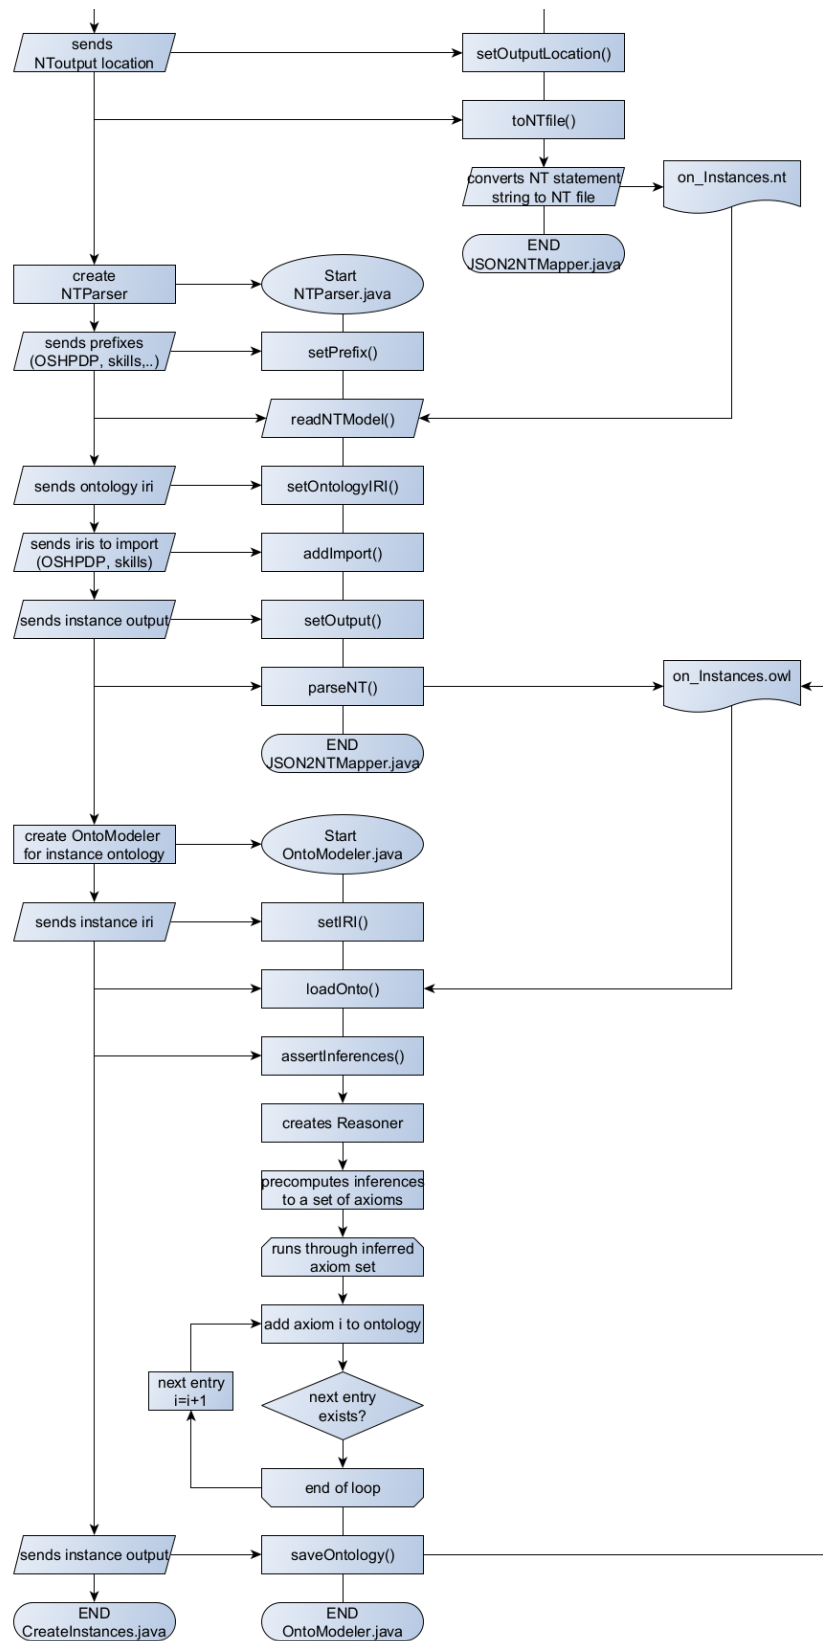 sends
NToutput location
setOutputLocation()
toNTfile()
converts NT statement
string to NT file
on_Instances.nt
END
JSON2NTMapper.java
create
NTParser
Start
NTParser.java
sends prefixes
(OSHPDP, skills,..)
setPrefix()
readNTModel()
sends ontology iri
setOntologyIRI()
sends iris to import
(OSHPDP, skills)
addImport()
sends instance output
setOutput()
parseNT()
on_Instances.owl
END
JSON2NTMapper.java
create OntoModeler
for instance ontology
Start
OntoModeler.java
sends instance iri
setIRI()
loadOnto()
assertInferences()
creates Reasoner
precomputes inferences
to a set of axioms
runs through inferred
axiom set
add axiom i to ontology
next entry
i=i+1
next entry
exists?
end of loop
sends instance output
saveOntology()
END
CreateInstances.java
END
OntoModeler.java